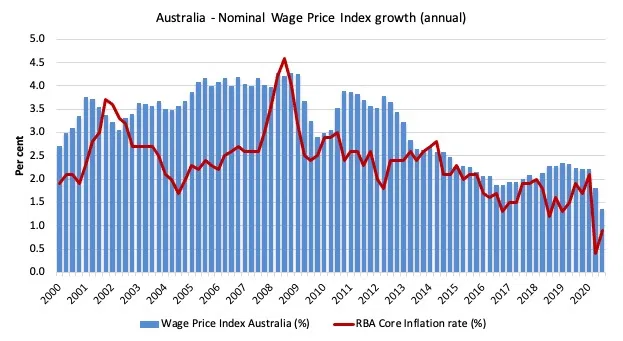 Australia - Nominal Wage Price Index growth (annual)
Per cent
5.0
4.5
4.0
3.5
3.0
2.5
2.0
1.5
1.0
0.5
0.0
2000 2001 2002 2003 2004 2005 2006 2007 2008 2009 2010 2011 2012 2013 2014 2015 2016 2017 2018 2019 2020
Wage Price Index Australia (%) RBA Core Inflation rate (%)